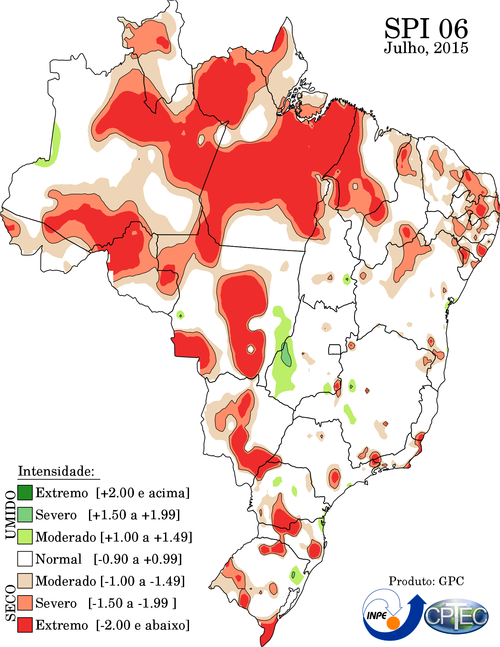 SPI 06
Julho, 2015
Intensidade:
UMIDO
Extremo [+2.00 e acima]
Severo [+1.50 a +1.99]
Moderado [+1.00 a +1.49]
Normal [-0.90 a +0.99]
SECO
Moderado [-1.00 a -1.49]
Severo [-1.50 a -1.99 ]
Extremo [-2.00 e abaixo]
Produto: GPC
INPE
CPTEC